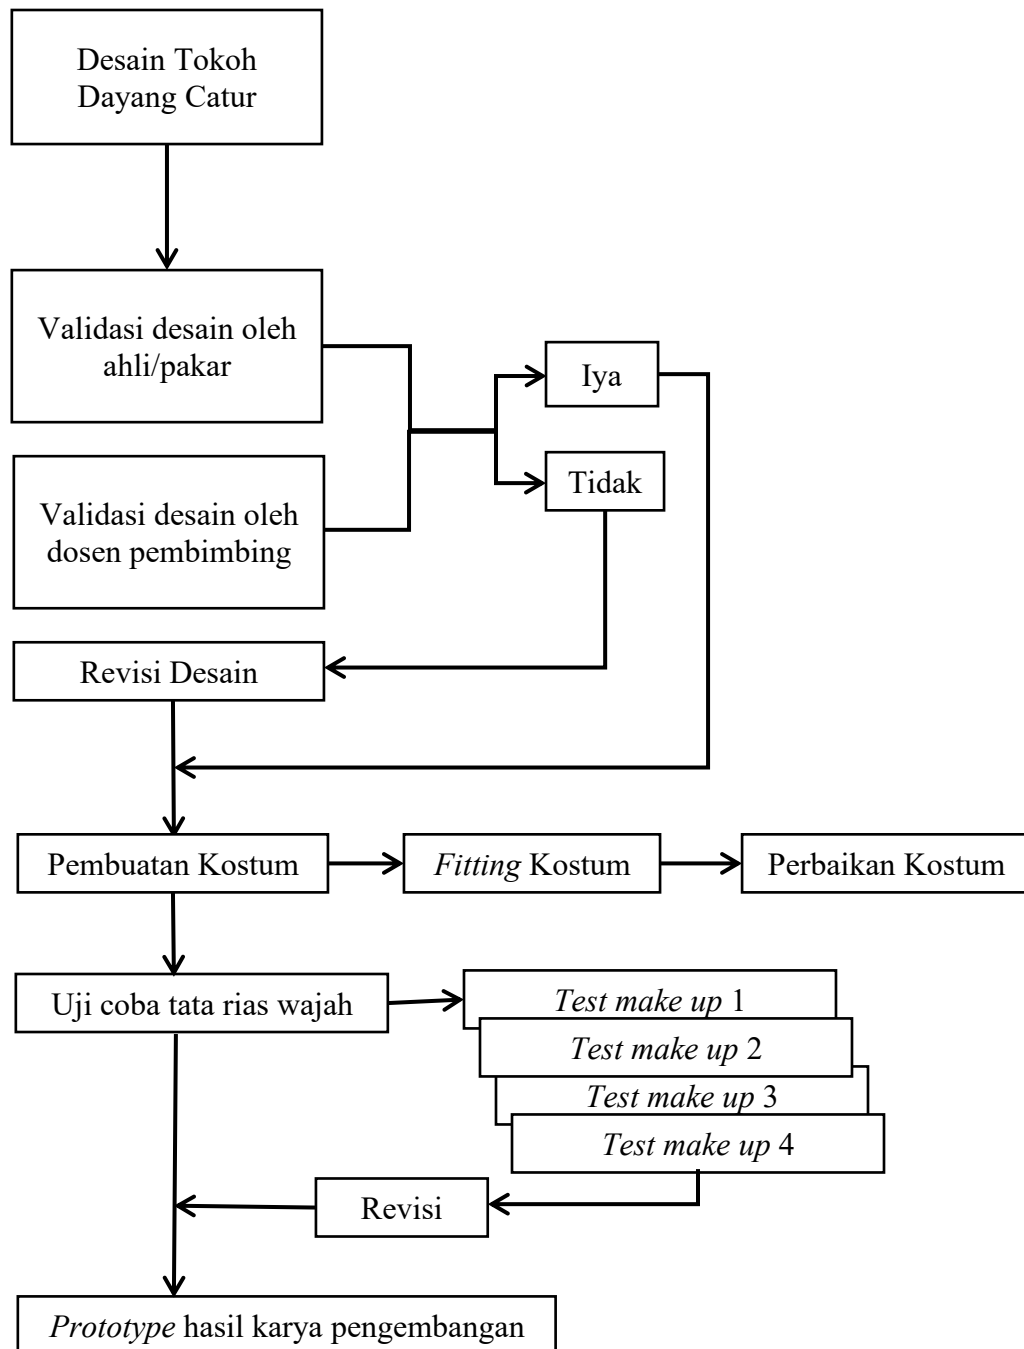 Desain Tokoh
Dayang Catur
Validasi desain oleh
ahli/pakar
Iya
Tidak
Validasi desain oleh
dosen pembimbing
Revisi Desain
Pembuatan Kostum
Fitting Kostum
Perbaikan Kostum
Uji coba tata rias wajah
Test make up 1
Test make up 2
Test make up 3
Test make up 4
Revisi
Prototype hasil karya pengembangan